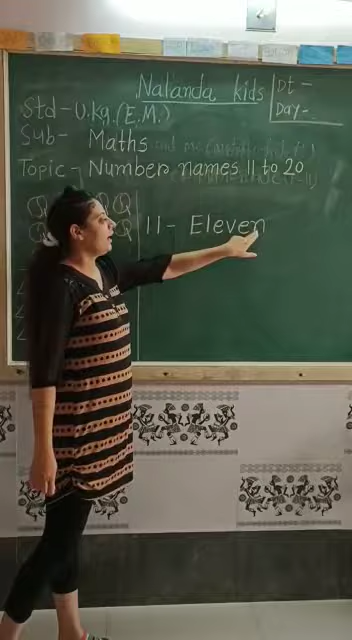 Nalanda kids
Dt -
Day -
Std - U.kg. (E.M.)
Sub - Maths
Topic - Number names 11 to 20
11 - Eleven